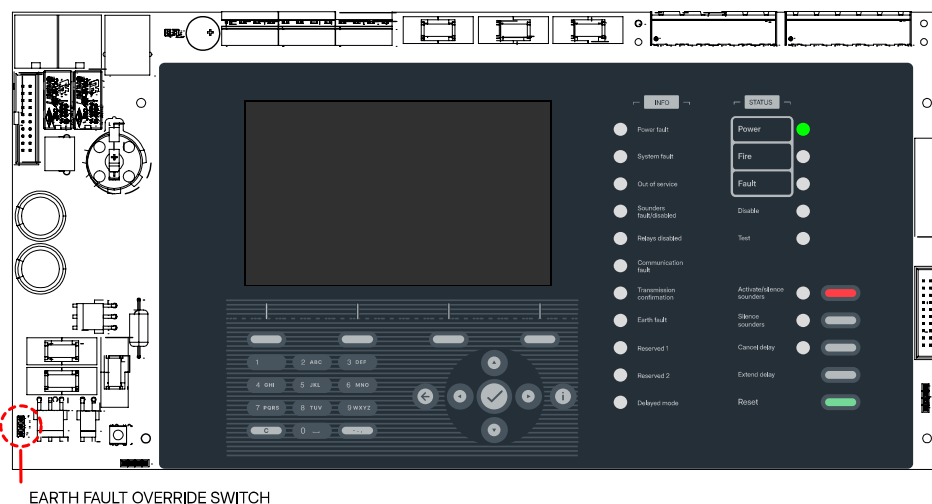 INFO
STATUS
Power fault
System fault
Out of service
Sounders
fault/disabled
Relays disabled
Communication
fault
Transmission
confirmation
Earth fault
Reserved 1
Reserved 2
Delayed mode
Power
Fire
Fault
Disable
Test
Activate/silence
sounders
Silence
sounders
Cancel delay
Extend delay
Reset
1 2 ABC 3 DEF
4 GHI 5 JKL 6 MNO
7 PQRS 8 TUV 9 WXYZ
C 0
i
EARTH FAULT OVERRIDE SWITCH